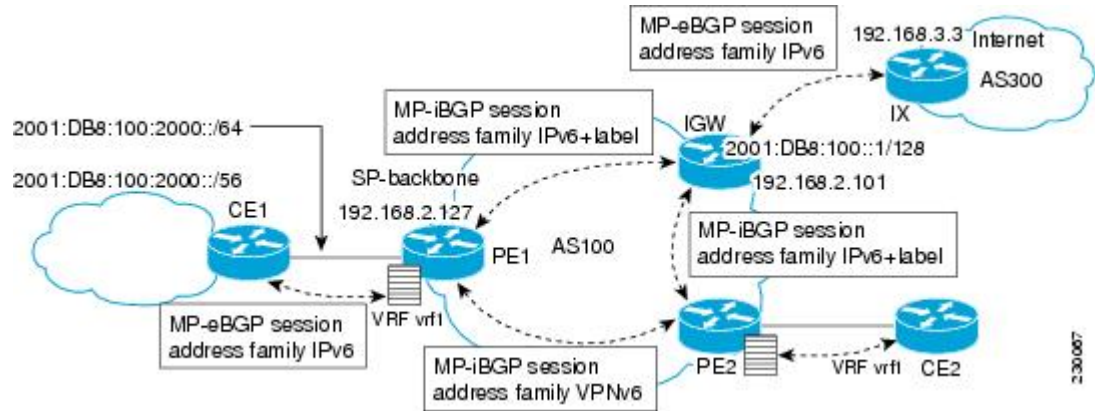 MP-eBGP session
address family IPv6
192.168.3.3
Internet
AS300
IX
MP-iBGP session
address family IPv6+label
IGW
2001:DB8:100:2000::/64
2001:DB8:100::1/128
2001:DB8:100:2000::/56
SP-backbone
192.168.2.101
CE1
192.168.2.127
MP-iBGP session
address family IPv6+label
PE1
AS100
VRF vrf1
MP-eBGP session
address family IPv6
MP-iBGP session
address family VPNv6
PE2
VRF vrf1
CE2
230067